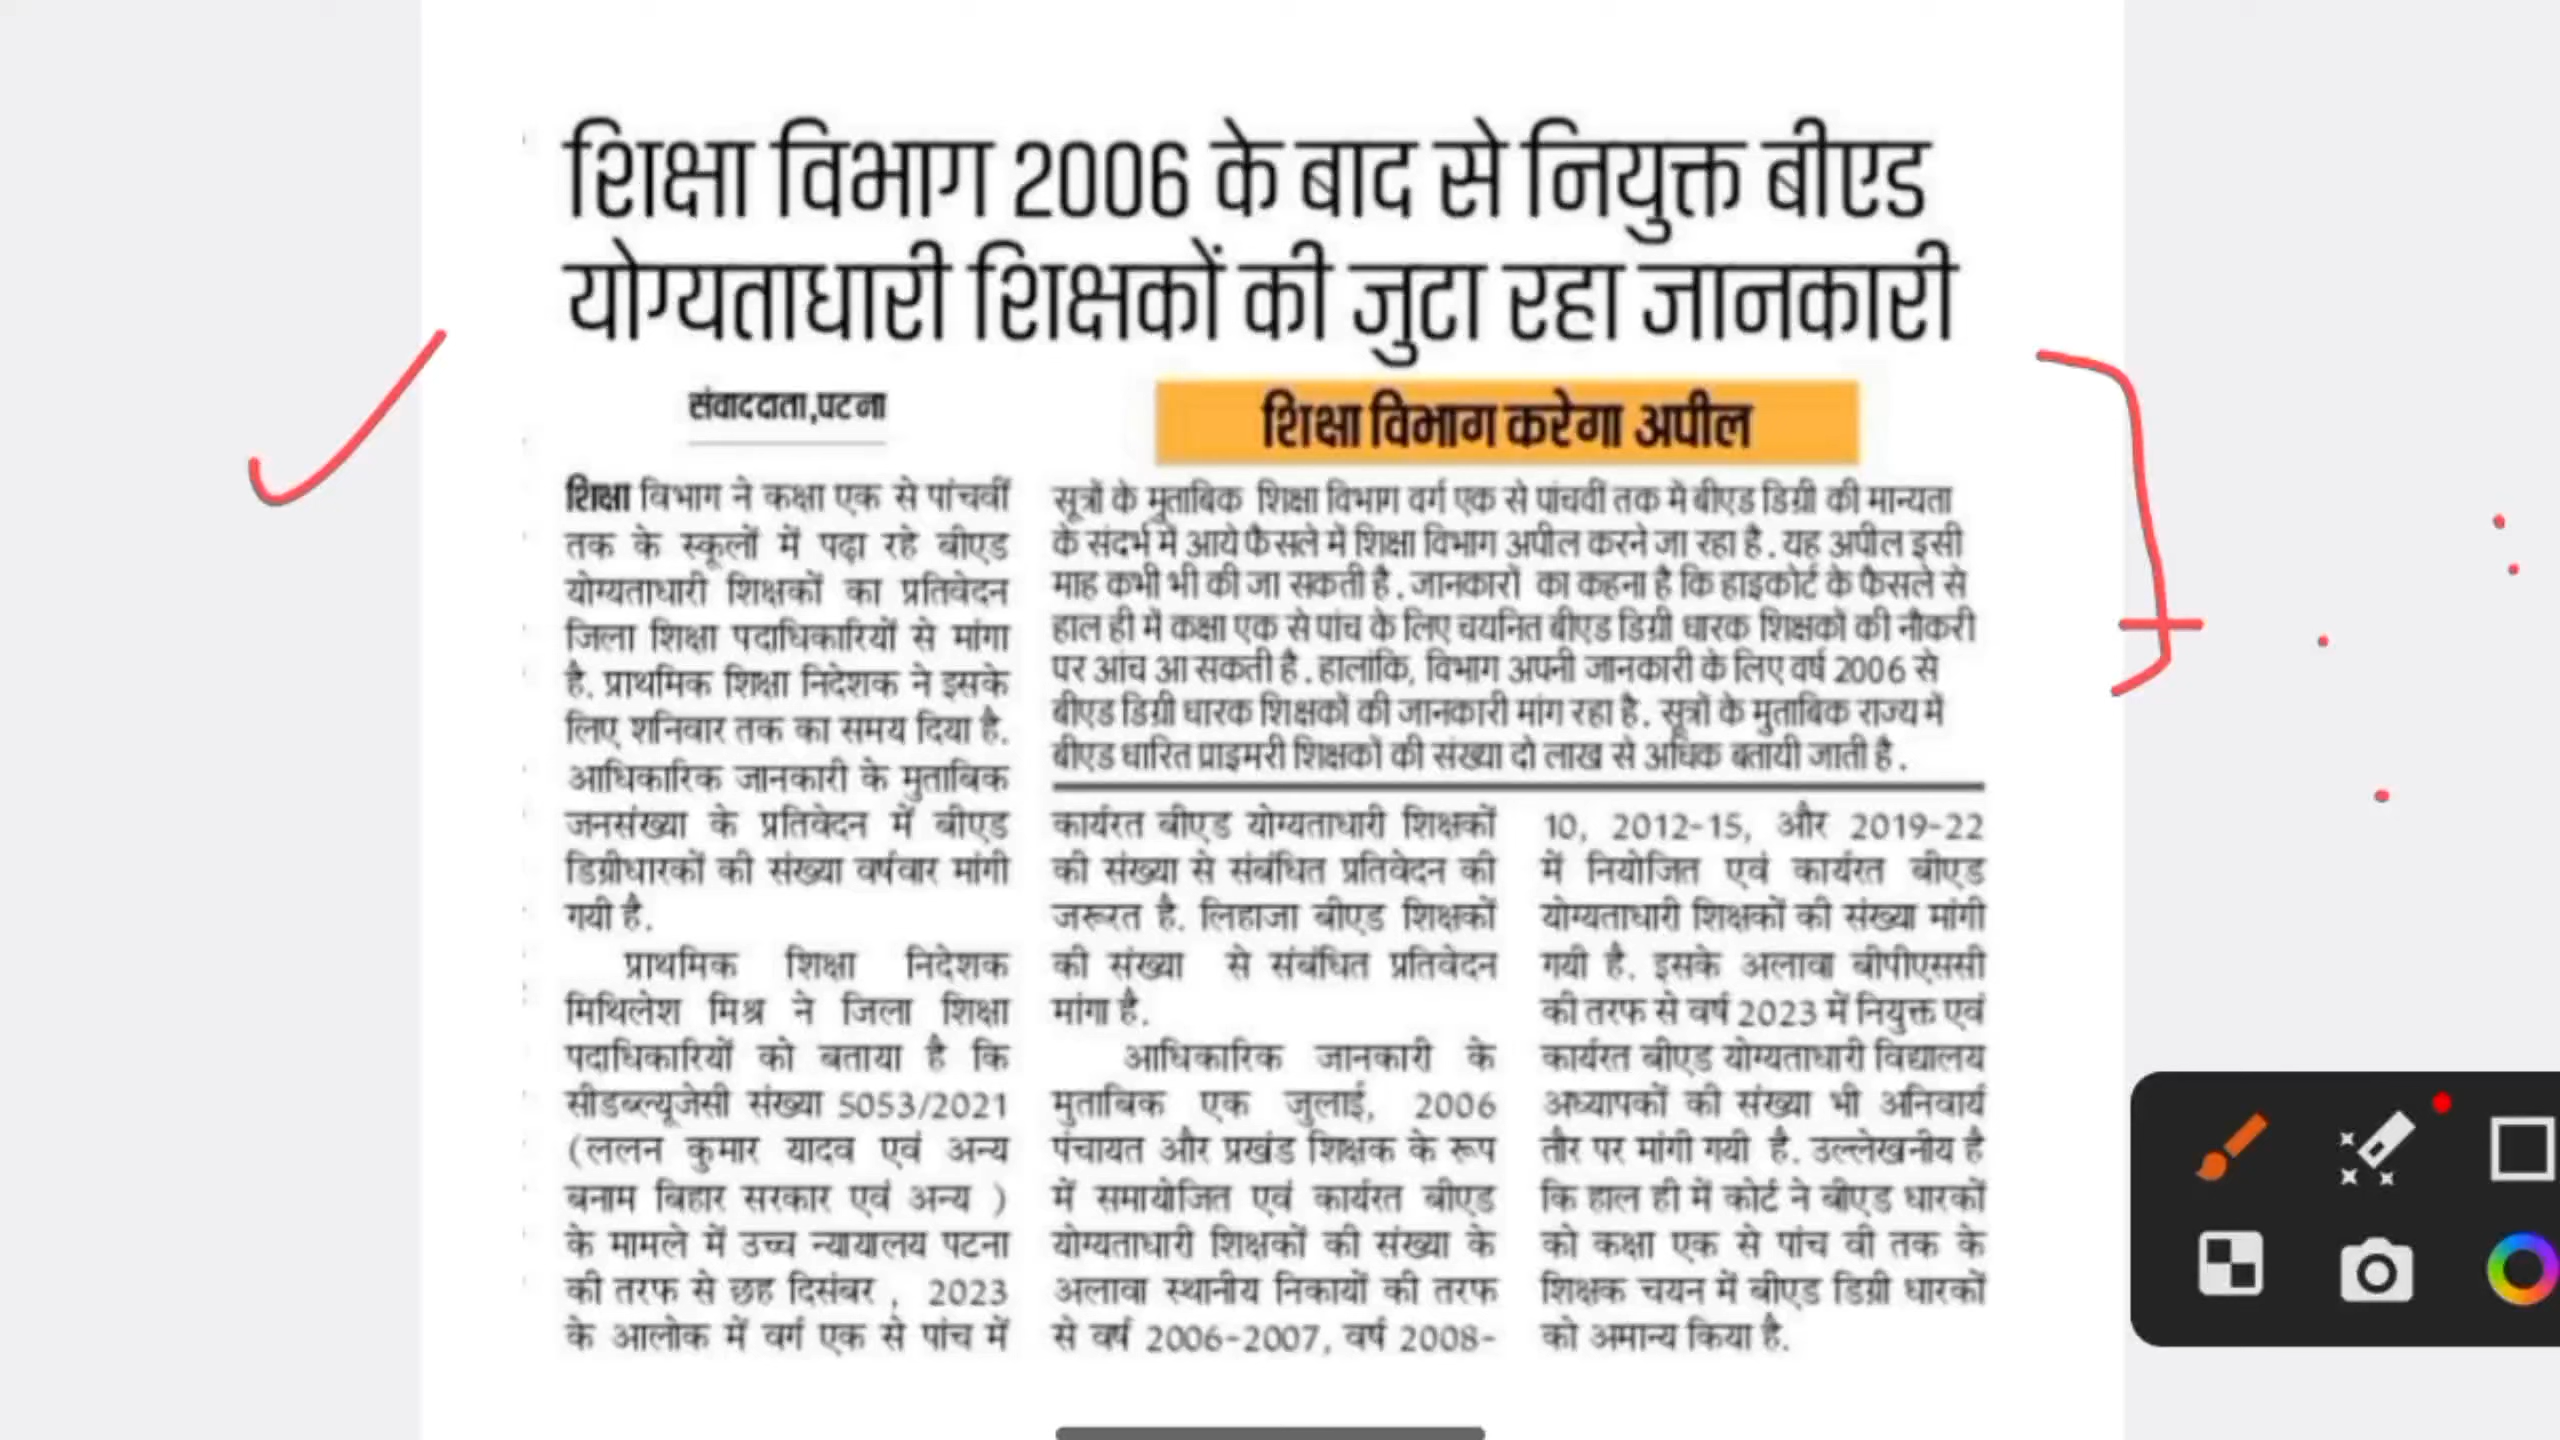 शिक्षा विभाग 2006 के बाद से नियुक्त बीएड
योग्यताधारी शिक्षकों की जुटा रहा जानकारी
संवाददाता,पटना
शिक्षा विभाग ने कक्षा एक से पांचवीं
तक के स्कूलों में पढ़ा रहे बीएड
योग्यताधारी शिक्षकों का प्रतिवेदन
जिला शिक्षा पदाधिकारियों से मांगा
है. प्राथमिक शिक्षा निदेशक ने इसके
लिए शनिवार तक का समय दिया है.
आधिकारिक जानकारी के मुताबिक
जनसंख्या के प्रतिवेदन में बीएड
डिग्रीधारकों की संख्या वर्षवार मांगी
गयी है.
प्राथमिक शिक्षा निदेशक
मिथिलेश मिश्र ने जिला शिक्षा
पदाधिकारियों को बताया है कि
सीडब्ल्यूजेसी संख्या 5053/2021
(ललन कुमार यादव एवं अन्य
बनाम बिहार सरकार एवं अन्य )
के मामले में उच्च न्यायालय पटना
की तरफ से छह दिसंबर , 2023
के आलोक में वर्ग एक से पांच में
शिक्षा विभाग करेगा अपील
सूत्रों के मुताबिक शिक्षा विभाग वर्ग एक से पांचवीं तक में बीएड डिग्री की मान्यता
के संदर्भ में आये फैसले में शिक्षा विभाग अपील करने जा रहा है. यह अपील इसी
माह कभी भी की जा सकती है. जानकारों का कहना है कि हाइकोर्ट के फैसले से
हाल ही में कक्षा एक से पांच के लिए चयनित बीएड डिग्री धारक शिक्षकों की नौकरी
पर आंच आ सकती है. हालांकि, विभाग अपनी जानकारी के लिए वर्ष 2006 से
बीएड डिग्री धारक शिक्षकों की जानकारी मांग रहा है. सूत्रों के मुताबिक राज्य में
बीएड धारित प्राइमरी शिक्षकों की संख्या दो लाख से अधिक बतायी जाती है.
कार्यरत बीएड योग्यताधारी शिक्षकों
की संख्या से संबंधित प्रतिवेदन की
जरूरत है. लिहाजा बीएड शिक्षकों
की संख्या से संबंधित प्रतिवेदन
मांगा है.
आधिकारिक जानकारी के
मुताबिक एक जुलाई, 2006
पंचायत और प्रखंड शिक्षक के रूप
में समायोजित एवं कार्यरत बीएड
योग्यताधारी शिक्षकों की संख्या के
अलावा स्थानीय निकायों की तरफ
से वर्ष 2006-2007, वर्ष 2008-
10, 2012-15, और 2019-22
में नियोजित एवं कार्यरत बीएड
योग्यताधारी शिक्षकों की संख्या मांगी
गयी है. इसके अलावा बीपीएससी
की तरफ से वर्ष 2023 में नियुक्त एवं
कार्यरत बीएड योग्यताधारी विद्यालय
अध्यापकों की संख्या भी अनिवार्य
तौर पर मांगी गयी है. उल्लेखनीय है
कि हाल ही में कोर्ट ने बीएड धारकों
को कक्षा एक से पांच वी तक के
शिक्षक चयन में बीएड डिग्री धारकों
को अमान्य किया है.